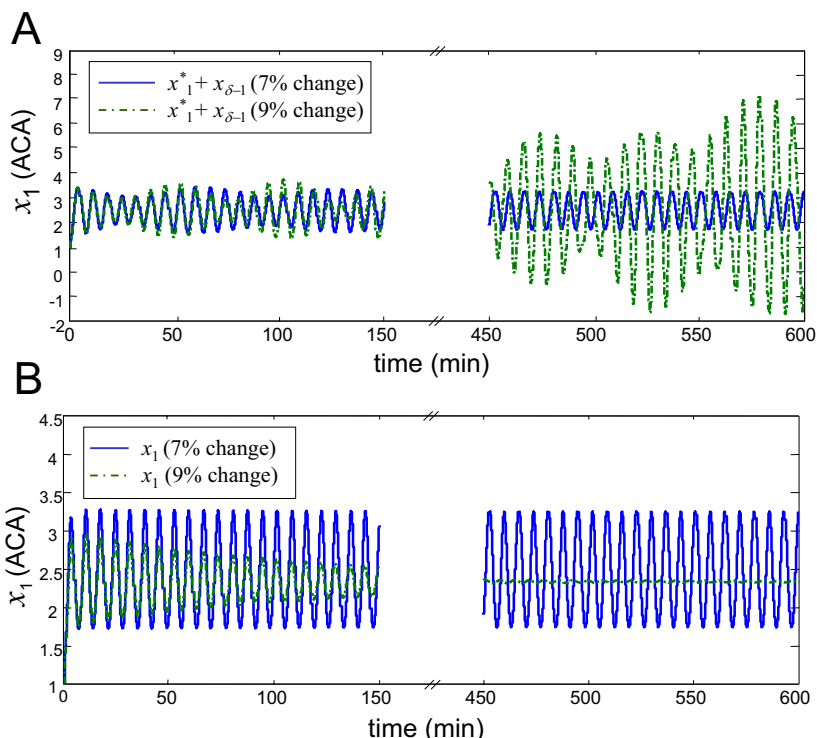 A
9
8
7
6
5
4
3
2
1
0
-1
-2
x₁ (ACA)
x*₁ + xδ–1 (7% change)
x*₁ + xδ–1 (9% change)
0 50 100 150 450 500 550 600
time (min)
B
4.5
4
3.5
3
2.5
2
1.5
1
x₁ (ACA)
x₁ (7% change)
x₁ (9% change)
0 50 100 150 450 500 550 600
time (min)